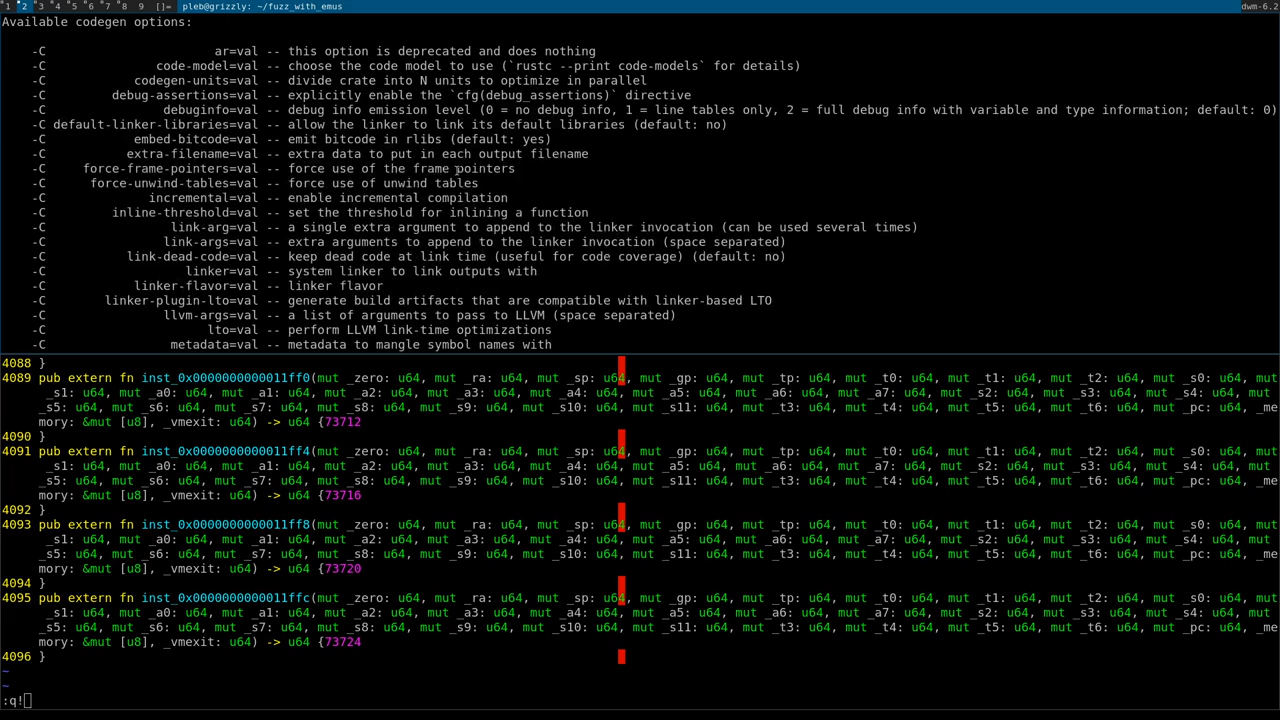 1 2 3 4 5 6 7 8 9 []= pleb@grizzly: ~/fuzz_with_emus dwm-6.2
Available codegen options:
-C ar=val -- this option is deprecated and does nothing
-C code-model=val -- choose the code model to use (`rustc --print code-models` for details)
-C codegen-units=val -- divide crate into N units to optimize in parallel
-C debug-assertions=val -- explicitly enable the `cfg(debug_assertions)` directive
-C debuginfo=val -- debug info emission level (0 = no debug info, 1 = line tables only, 2 = full debug info with variable and type information; default: 0)
-C default-linker-libraries=val -- allow the linker to link its default libraries (default: no)
-C embed-bitcode=val -- emit bitcode in rlibs (default: yes)
-C extra-filename=val -- extra data to put in each output filename
-C force-frame-pointers=val -- force use of the frame pointers
-C force-unwind-tables=val -- force use of unwind tables
-C incremental=val -- enable incremental compilation
-C inline-threshold=val -- set the threshold for inlining a function
-C link-arg=val -- a single extra argument to append to the linker invocation (can be used several times)
-C link-args=val -- extra arguments to append to the linker invocation (space separated)
-C link-dead-code=val -- keep dead code at link time (useful for code coverage) (default: no)
-C linker=val -- system linker to link outputs with
-C linker-flavor=val -- linker flavor
-C linker-plugin-lto=val -- generate build artifacts that are compatible with linker-based LTO
-C llvm-args=val -- a list of arguments to pass to LLVM (space separated)
-C lto=val -- perform LLVM link-time optimizations
-C metadata=val -- metadata to mangle symbol names with
4088 }
4089 pub extern fn inst_0x0000000000011ff0(mut _zero: u64, mut _ra: u64, mut _sp: u64, mut _gp: u64, mut _tp: u64, mut _t0: u64, mut _t1: u64, mut _t2: u64, mut _s0: u64, mut
_s1: u64, mut _a0: u64, mut _a1: u64, mut _a2: u64, mut _a3: u64, mut _a4: u64, mut _a5: u64, mut _a6: u64, mut _a7: u64, mut _s2: u64, mut _s3: u64, mut _s4: u64, mut
_s5: u64, mut _s6: u64, mut _s7: u64, mut _s8: u64, mut _s9: u64, mut _s10: u64, mut _s11: u64, mut _t3: u64, mut _t4: u64, mut _t5: u64, mut _t6: u64, mut _pc: u64, _me
mory: &mut [u8], _vmexit: u64) -> u64 {73712
4090 }
4091 pub extern fn inst_0x0000000000011ff4(mut _zero: u64, mut _ra: u64, mut _sp: u64, mut _gp: u64, mut _tp: u64, mut _t0: u64, mut _t1: u64, mut _t2: u64, mut _s0: u64, mut
_s1: u64, mut _a0: u64, mut _a1: u64, mut _a2: u64, mut _a3: u64, mut _a4: u64, mut _a5: u64, mut _a6: u64, mut _a7: u64, mut _s2: u64, mut _s3: u64, mut _s4: u64, mut
_s5: u64, mut _s6: u64, mut _s7: u64, mut _s8: u64, mut _s9: u64, mut _s10: u64, mut _s11: u64, mut _t3: u64, mut _t4: u64, mut _t5: u64, mut _t6: u64, mut _pc: u64, _me
mory: &mut [u8], _vmexit: u64) -> u64 {73716
4092 }
4093 pub extern fn inst_0x0000000000011ff8(mut _zero: u64, mut _ra: u64, mut _sp: u64, mut _gp: u64, mut _tp: u64, mut _t0: u64, mut _t1: u64, mut _t2: u64, mut _s0: u64, mut
_s1: u64, mut _a0: u64, mut _a1: u64, mut _a2: u64, mut _a3: u64, mut _a4: u64, mut _a5: u64, mut _a6: u64, mut _a7: u64, mut _s2: u64, mut _s3: u64, mut _s4: u64, mut
_s5: u64, mut _s6: u64, mut _s7: u64, mut _s8: u64, mut _s9: u64, mut _s10: u64, mut _s11: u64, mut _t3: u64, mut _t4: u64, mut _t5: u64, mut _t6: u64, mut _pc: u64, _me
mory: &mut [u8], _vmexit: u64) -> u64 {73720
4094 }
4095 pub extern fn inst_0x0000000000011ffc(mut _zero: u64, mut _ra: u64, mut _sp: u64, mut _gp: u64, mut _tp: u64, mut _t0: u64, mut _t1: u64, mut _t2: u64, mut _s0: u64, mut
_s1: u64, mut _a0: u64, mut _a1: u64, mut _a2: u64, mut _a3: u64, mut _a4: u64, mut _a5: u64, mut _a6: u64, mut _a7: u64, mut _s2: u64, mut _s3: u64, mut _s4: u64, mut
_s5: u64, mut _s6: u64, mut _s7: u64, mut _s8: u64, mut _s9: u64, mut _s10: u64, mut _s11: u64, mut _t3: u64, mut _t4: u64, mut _t5: u64, mut _t6: u64, mut _pc: u64, _me
mory: &mut [u8], _vmexit: u64) -> u64 {73724
4096 }
~
~
:q!